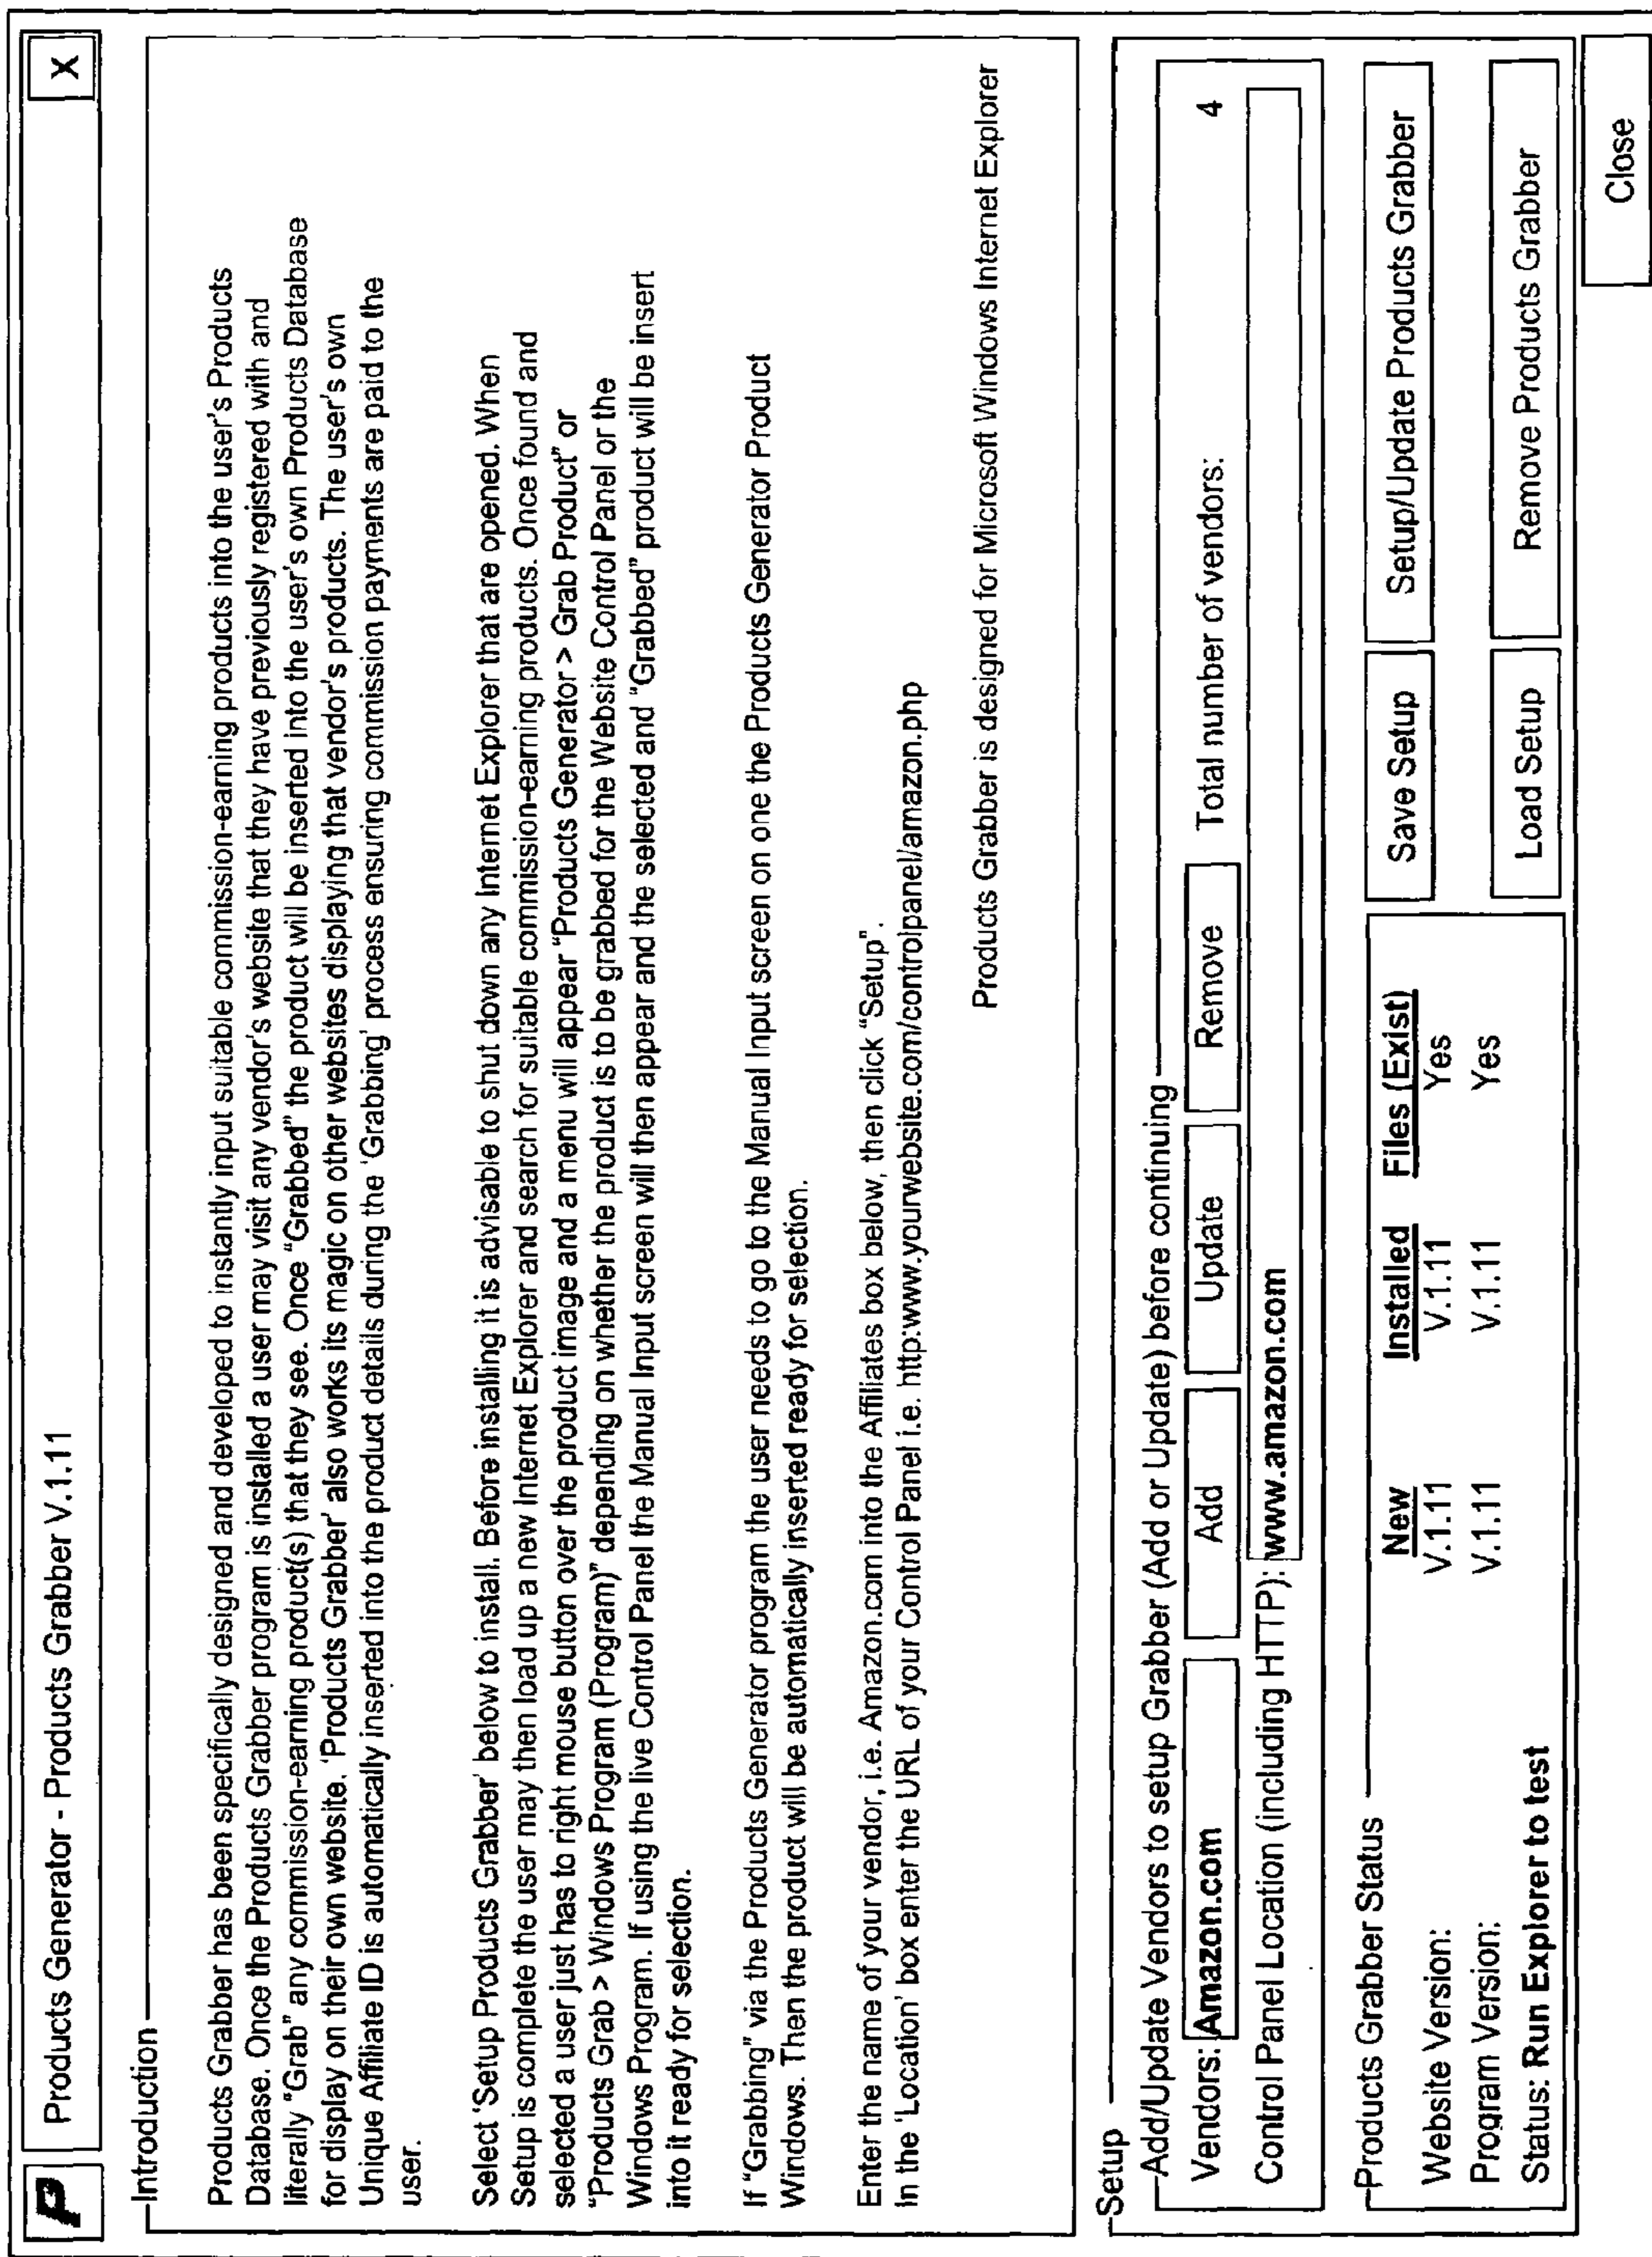 P Products Generator - Products Grabber V.1.11 X
Introduction
Products Grabber has been specifically designed and developed to instantly input suitable commission-earning products into the user's Products
Database. Once the Products Grabber program is installed a user may visit any vendor's website that they have previously registered with and
literally "Grab" any commission-earning product(s) that they see. Once "Grabbed" the product will be inserted into the user's own Products Database
for display on their own website. 'Products Grabber' also works its magic on other websites displaying that vendor's products. The user's own
Unique Affiliate ID is automatically inserted into the product details during the 'Grabbing' process ensuring commission payments are paid to the
user.
Select 'Setup Products Grabber' below to install. Before installing it is advisable to shut down any Internet Explorer that are opened. When
Setup is complete the user may then load up a new Internet Explorer and search for suitable commission-earning products. Once found and
selected a user just has to right mouse button over the product image and a menu will appear "Products Generator > Grab Product" or
"Products Grab > Windows Program (Program)" depending on whether the product is to be grabbed for the Website Control Panel or the
Windows Program. If using the live Control Panel the Manual Input screen will then appear and the selected and "Grabbed" product will be insert
into it ready for selection.
If "Grabbing" via the Products Generator program the user needs to go to the Manual Input screen on one the Products Generator Product
Windows. Then the product will be automatically inserted ready for selection.
Enter the name of your vendor, i.e. Amazon.com into the Affiliates box below, then click "Setup".
In the 'Location' box enter the URL of your Control Panel i.e. http:www.yourwebsite.com/controlpanel/amazon.php
Products Grabber is designed for Microsoft Windows Internet Explorer
Setup
Add/Update Vendors to setup Grabber (Add or Update) before continuing
Vendors: Amazon.com Add Update Remove Total number of vendors: 4
Control Panel Location (including HTTP): www.amazon.com
Products Grabber Status
New Installed Files (Exist)
Website Version: V.1.11 V.1.11 Yes
Program Version: V.1.11 V.1.11 Yes
Status: Run Explorer to test
Save Setup Setup/Update Products Grabber
Load Setup Remove Products Grabber
Close